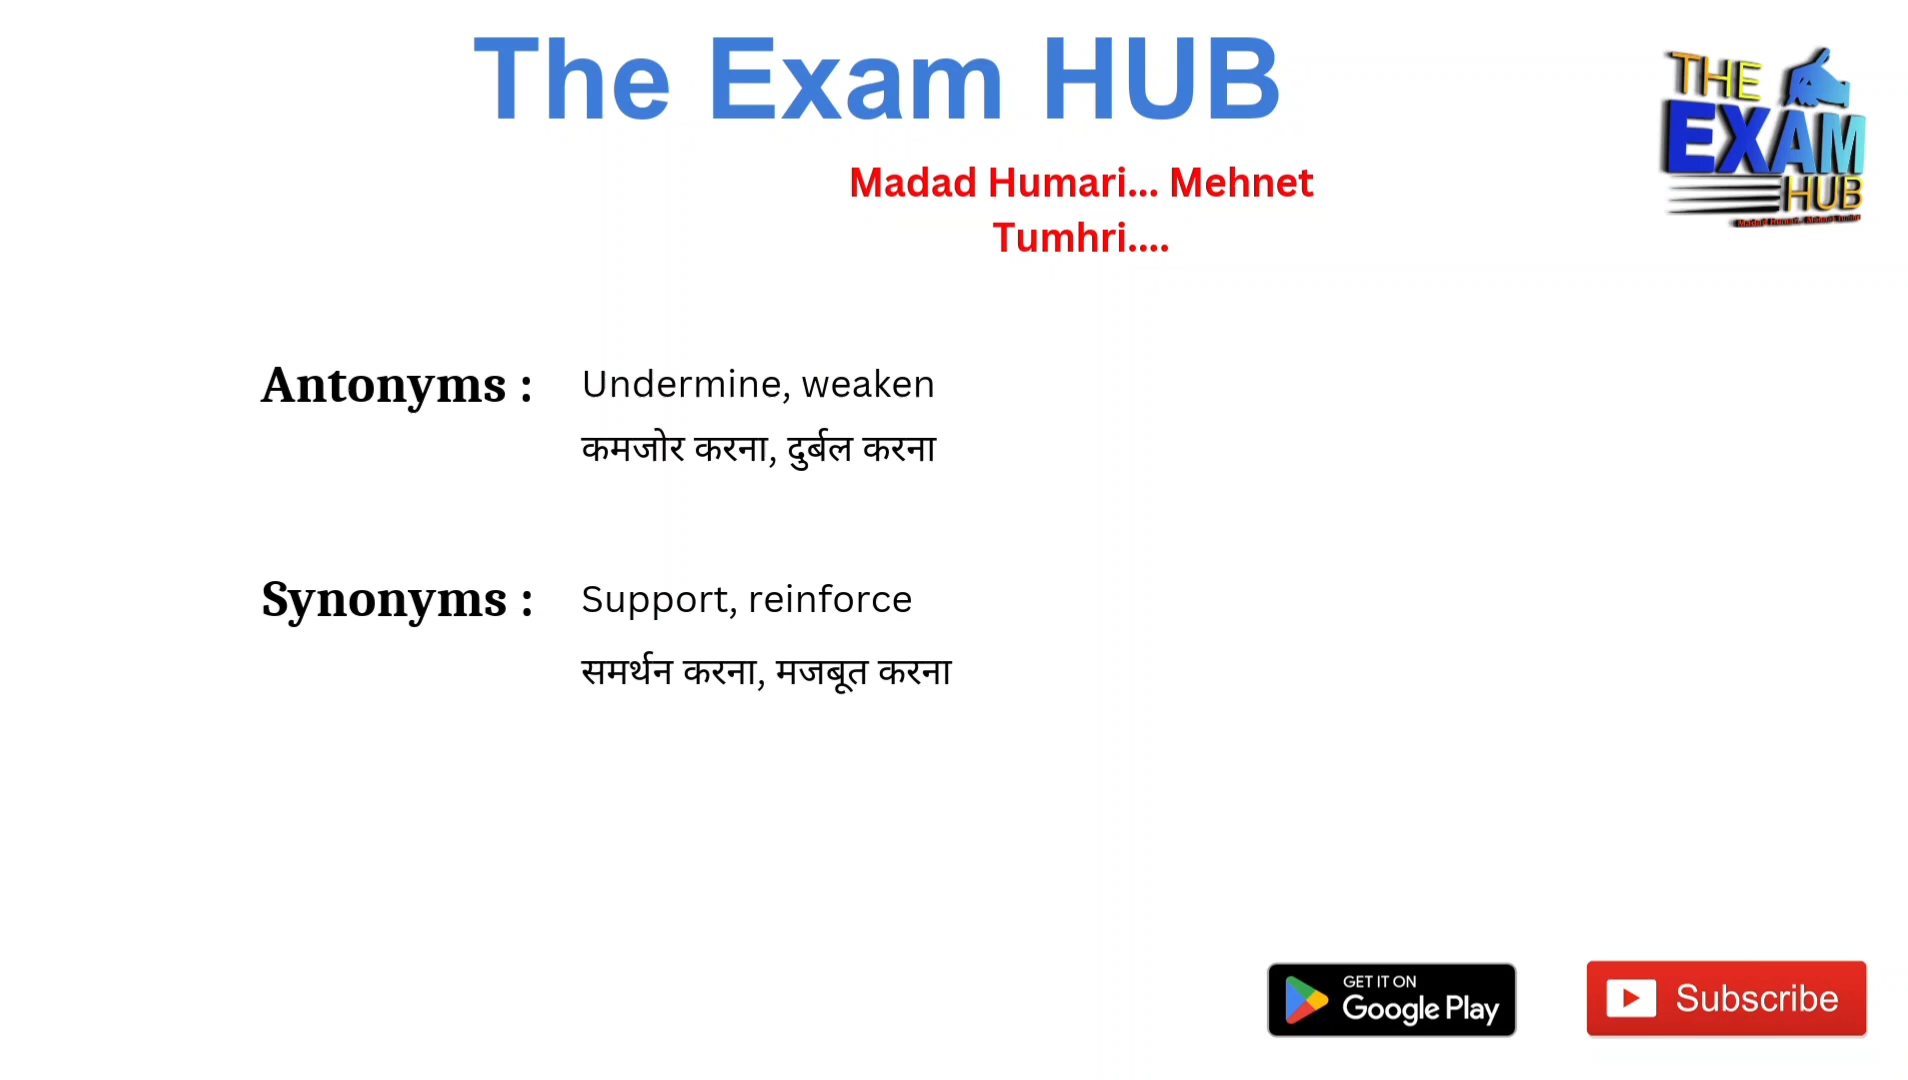 The Exam HUB
THE
EXAM
HUB
Madad Humari... Mehnet
Tumhri....
Antonyms : Undermine, weaken
कमजोर करना, दुर्बल करना
Synonyms : Support, reinforce
समर्थन करना, मजबूत करना
GET IT ON
Google Play
Subscribe